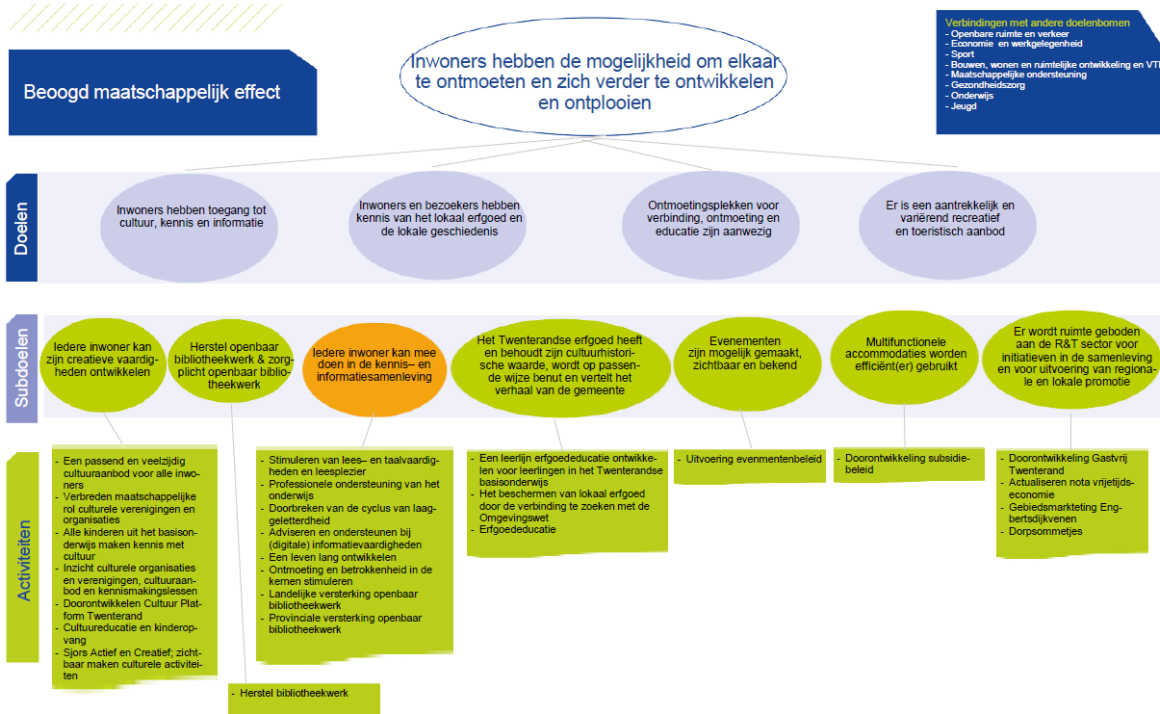 Beoogd maatschappelijk effect
Inwoners hebben de mogelijkheid om elkaar
te ontmoeten en zich verder te ontwikkelen
en ontplooien
Verbindingen met andere doelenbomen
- Openbare ruimte en verkeer
- Economie en werkgelegenheid
- Sport
- Bouwen, wonen en ruimtelijke ontwikkeling en VTH
- Maatschappelijke ondersteuning
- Gezondheidszorg
- Onderwijs
- Jeugd
Doelen
Inwoners hebben toegang tot
cultuur, kennis en informatie
Inwoners en bezoekers hebben
kennis van het lokaal erfgoed en
de lokale geschiedenis
Ontmoetingsplekken voor
verbinding, ontmoeting en
educatie zijn aanwezig
Er is een aantrekkelijk en
variërend recreatief
en toeristisch aanbod
Subdoelen
Iedere inwoner kan
zijn creatieve vaardig-
heden ontwikkelen
Herstel openbaar
bibliotheekwerk & zorg-
plicht openbaar biblio-
theekwerk
Iedere inwoner kan mee
doen in de kennis– en
informatiesamenleving
Het Twenterandse erfgoed heeft
en behoudt zijn cultuurhistori-
sche waarde, wordt op passen-
de wijze benut en vertelt het
verhaal van de gemeente
Evenementen
zijn mogelijk gemaakt,
zichtbaar en bekend
Multifunctionele
accommodaties worden
efficiënt(er) gebruikt
Er wordt ruimte geboden
aan de R&T sector voor
initiatieven in de samenleving
en voor uitvoering van regiona-
le en lokale promotie
Activiteiten
- Een passend en veelzijdig
cultuuraanbod voor alle inwo-
ners
- Verbreden maatschappelijke
rol culturele verenigingen en
organisaties
- Alle kinderen uit het basison-
derwijs maken kennis met
cultuur
- Inzicht culturele organisaties
en verenigingen, cultuuraan-
bod en kennismakingslessen
- Doorontwikkelen Cultuur Plat-
form Twenterand
- Cultuureducatie en kinderop-
vang
- Sjors Actief en Creatief; zicht-
baar maken culturele activitei-
ten
- Herstel bibliotheekwerk
- Stimuleren van lees– en taalvaardig-
heden en leesplezier
- Professionele ondersteuning van het
onderwijs
- Doorbreken van de cyclus van laag-
geletterdheid
- Adviseren en ondersteunen bij
(digitale) informatievaardigheden
- Een leven lang ontwikkelen
- Ontmoeting en betrokkenheid in de
kernen stimuleren
- Landelijke versterking openbaar
bibliotheekwerk
- Provinciale versterking openbaar
bibliotheekwerk
- Een leerlijn erfgoededucatie ontwikke-
len voor leerlingen in het Twenterandse
basisonderwijs
- Het beschermen van lokaal erfgoed
door de verbinding te zoeken met de
Omgevingswet
- Erfgoededucatie
- Uitvoering evenmentenbeleid
- Doorontwikkeling subsidie-
beleid
- Doorontwikkeling Gastvrij
Twenterand
- Actualiseren nota vrijetijds-
economie
- Gebiedsmarkteting Eng-
bertsdijkvenen
- Dorpsommetjes